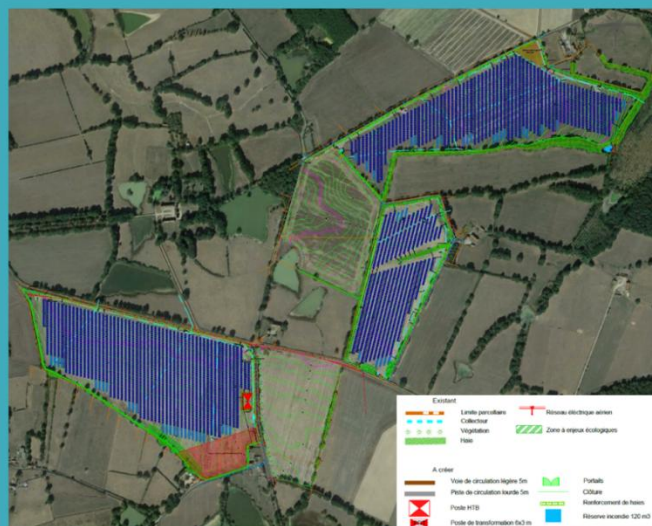 Existant
Limite parcellaire
Réseau électrique aérien
Collecteur
Végétation
Zone à enjeux écologiques
Haie
A créer
Voie de circulation légère 5m
Portails
Piste de circulation lourde 5m
Clôture
Renforcement de haies
Poste HTB
Réserve incendie 120 m3
Poste de transformation 6x3 m